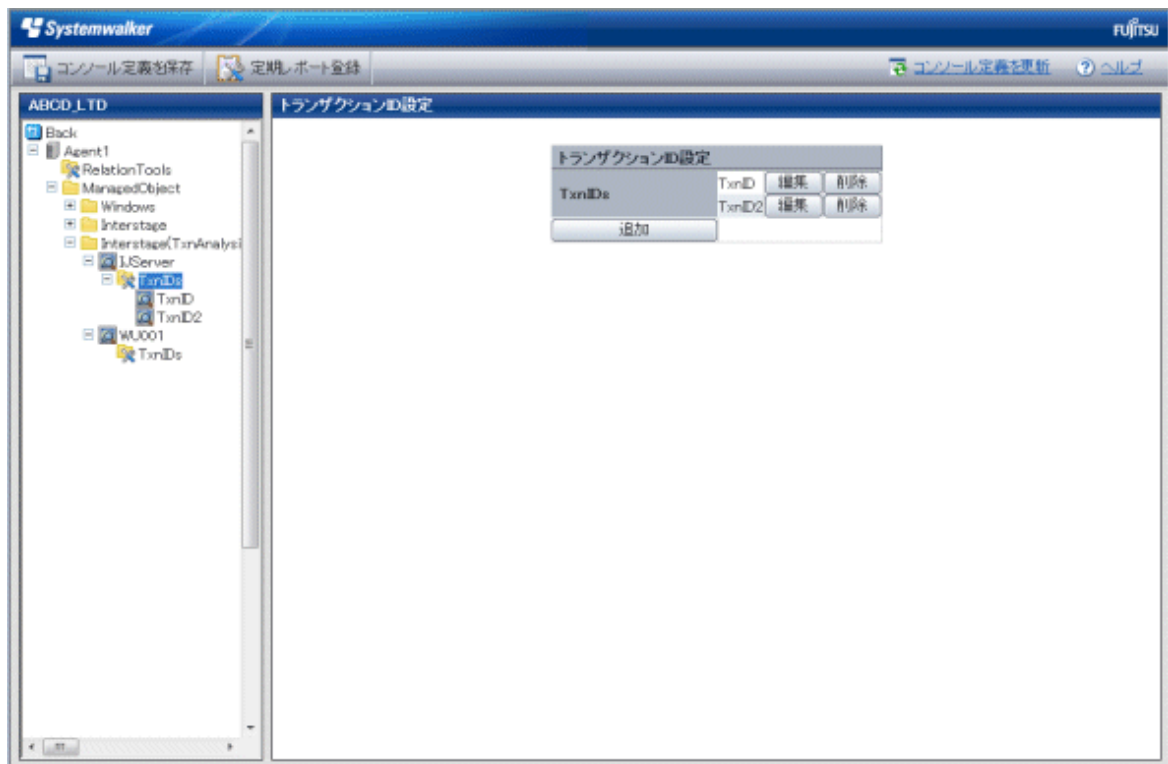 Systemwalker
FUJITSU
コンソール定義を保存
定期レポート登録
コンソール定義を更新
ヘルプ
ABCD_LTD
Back
Agent1
RelationTools
ManagedObject
Windows
Interstage
Interstage(TxnAnalysi
IJServer
TxnIDs
TxnID
TxnID2
WU001
TxnIDs
トランザクションID設定
トランザクションID設定
TxnIDs
TxnID 編集 削除
TxnID2 編集 削除
追加